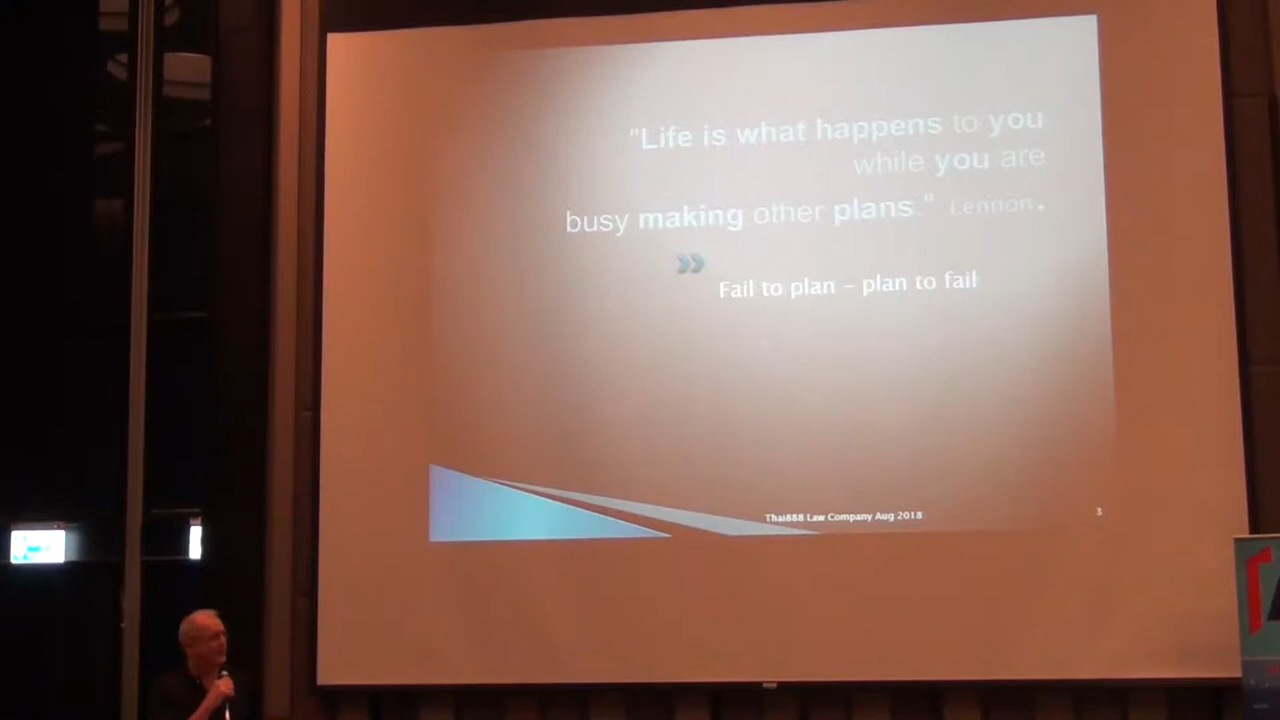 "Life is what happens to you
while you are
busy making other plans." Lennon.
Fail to plan – plan to fail
Thai888 Law Company Aug 2018
3